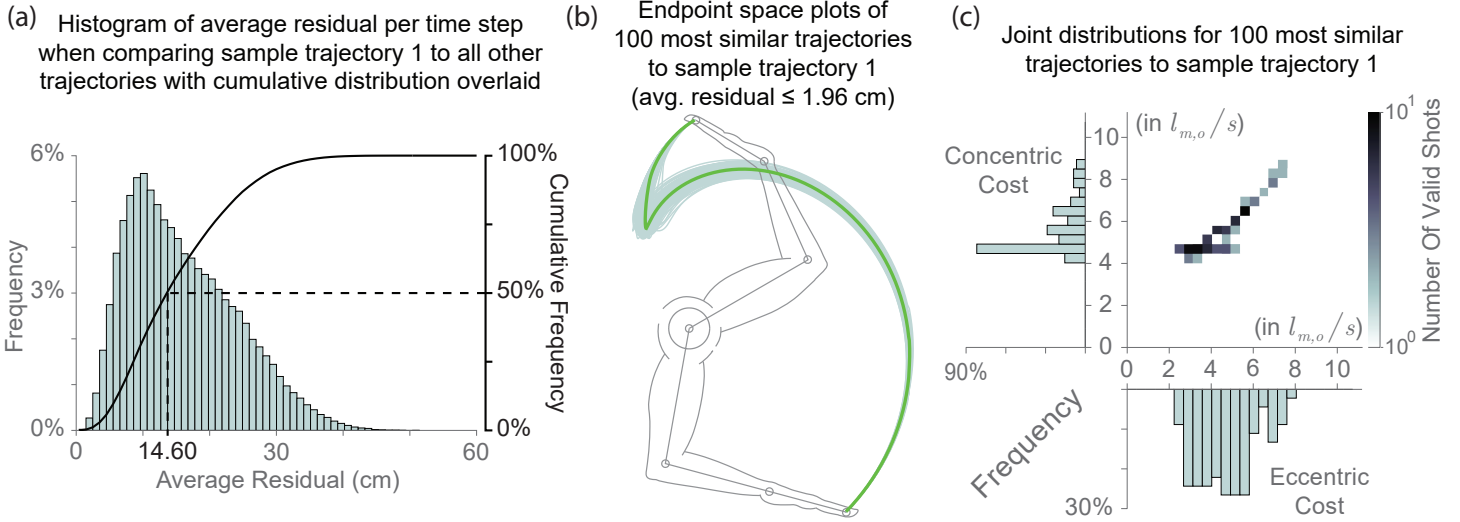 (a)
Histogram of average residual per time step
when comparing sample trajectory 1 to all other
trajectories with cumulative distribution overlaid
6%
3%
0%
Frequency
100%
50%
0%
Cumulative Frequency
0
14.60
30
60
Average Residual (cm)
(b)
Endpoint space plots of
100 most similar trajectories
to sample trajectory 1
(avg. residual ≤ 1.96 cm)
(c)
Joint distributions for 100 most similar
trajectories to sample trajectory 1
Concentric
Cost
90%
(in l_{m,o}/s)
10
8
6
4
2
0
(in l_{m,o}/s)
0
2
4
6
8
10
10^1
10^0
Number Of Valid Shots
Frequency
30%
Eccentric
Cost